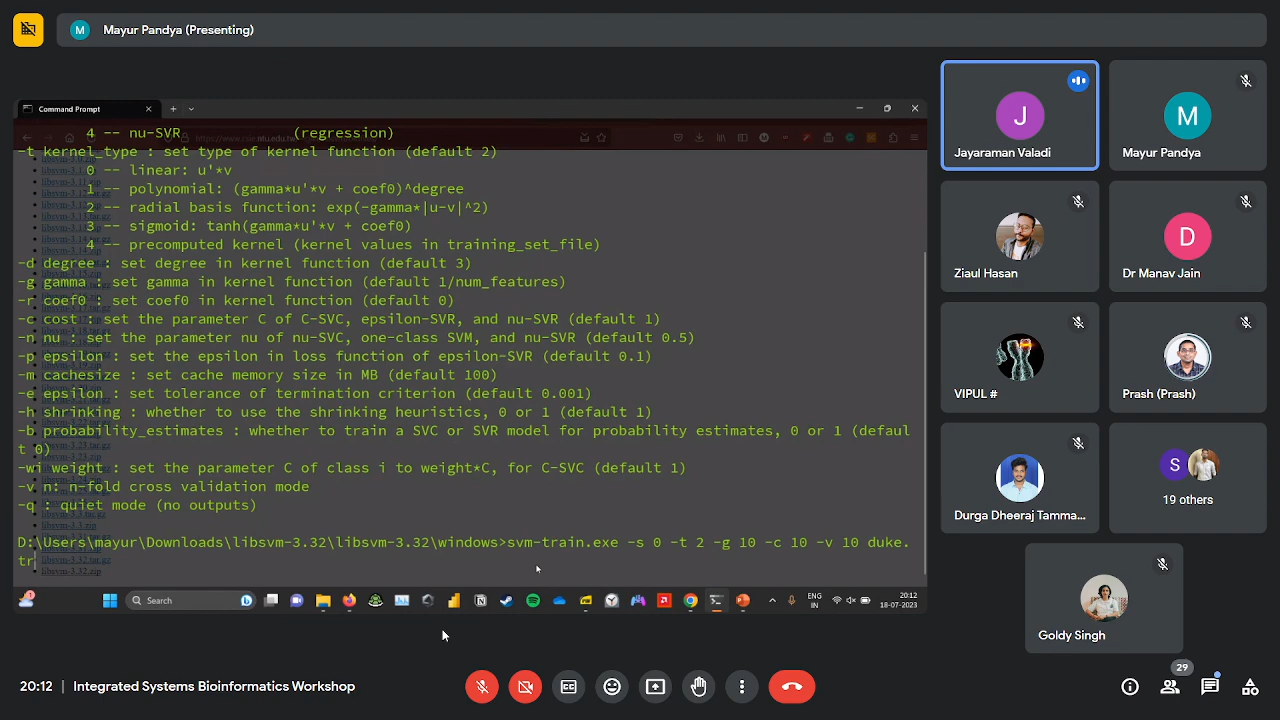 M
Mayur Pandya (Presenting)
Command Prompt
4 -- nu-SVR (regression)
-t kernel_type : set type of kernel function (default 2)
0 -- linear: u'*v
1 -- polynomial: (gamma*u'*v + coef0)^degree
2 -- radial basis function: exp(-gamma*|u-v|^2)
3 -- sigmoid: tanh(gamma*u'*v + coef0)
4 -- precomputed kernel (kernel values in training_set_file)
-d degree : set degree in kernel function (default 3)
-g gamma : set gamma in kernel function (default 1/num_features)
-r coef0 : set coef0 in kernel function (default 0)
-c cost : set the parameter C of C-SVC, epsilon-SVR, and nu-SVR (default 1)
-n nu : set the parameter nu of nu-SVC, one-class SVM, and nu-SVR (default 0.5)
-p epsilon : set the epsilon in loss function of epsilon-SVR (default 0.1)
-m cachesize : set cache memory size in MB (default 100)
-e epsilon : set tolerance of termination criterion (default 0.001)
-h shrinking : whether to use the shrinking heuristics, 0 or 1 (default 1)
-b probability_estimates : whether to train a SVC or SVR model for probability estimates, 0 or 1 (defaul
t 0)
-wi weight : set the parameter C of class i to weight*C, for C-SVC (default 1)
-v n: n-fold cross validation mode
-q : quiet mode (no outputs)
D:\Users\mayur\Downloads\libsvm-3.32\libsvm-3.32\windows>svm-train.exe -s 0 -t 2 -g 10 -c 10 -v 10 duke.
tr
libsvm-3.32.zip
Search
ENG
IN
20:12
18-07-2023
J
Jayaraman Valadi
M
Mayur Pandya
Ziaul Hasan
D
Dr Manav Jain
VIPUL #
Prash (Prash)
Durga Dheeraj Tamma...
S
19 others
Goldy Singh
20:12 | Integrated Systems Bioinformatics Workshop
29